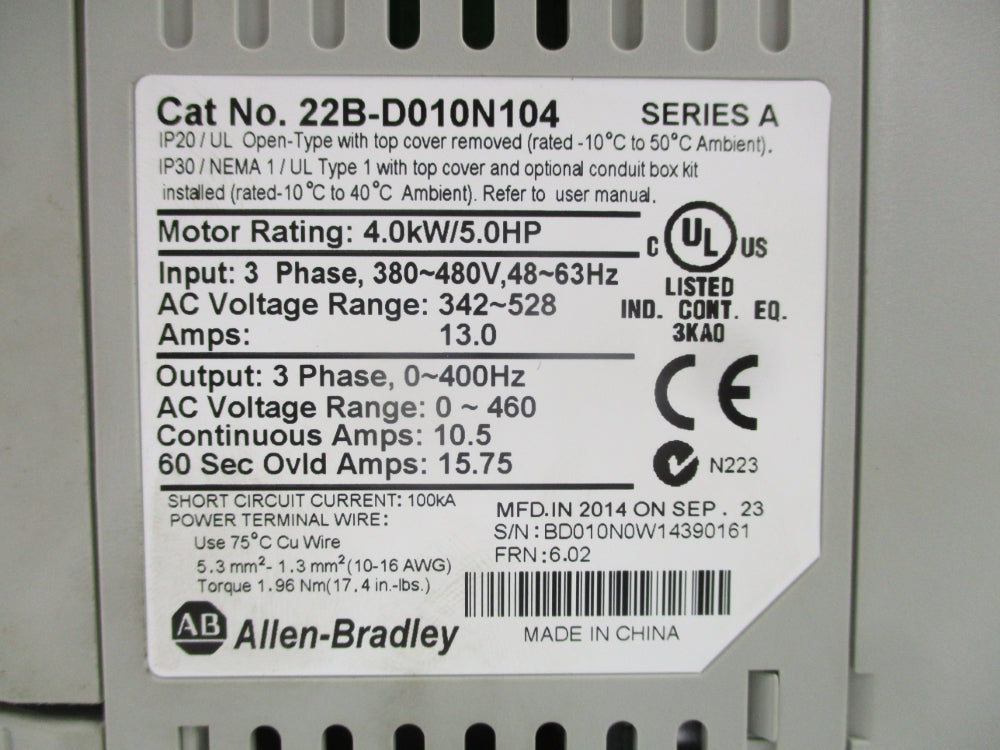 Cat No. 22B-D010N104 SERIES A
IP20 / UL Open-Type with top cover removed (rated -10°C to 50°C Ambient).
IP30 / NEMA 1 / UL Type 1 with top cover and optional conduit box kit
installed (rated-10°C to 40°C Ambient). Refer to user manual.
Motor Rating: 4.0kW/5.0HP
C UL US
LISTED
IND. CONT. EQ.
3KA0
Input: 3 Phase, 380~480V,48~63Hz
AC Voltage Range: 342~528
Amps: 13.0
CE
Output: 3 Phase, 0~400Hz
AC Voltage Range: 0 ~ 460
Continuous Amps: 10.5
60 Sec Ovld Amps: 15.75
N223
SHORT CIRCUIT CURRENT: 100kA
POWER TERMINAL WIRE:
Use 75°C Cu Wire
5.3 mm²- 1.3 mm²(10-16 AWG)
Torque 1.96 Nm(17.4 in.-lbs.)
MFD.IN 2014 ON SEP . 23
S/N : BD010N0W14390161
FRN : 6.02
AB Allen-Bradley
MADE IN CHINA